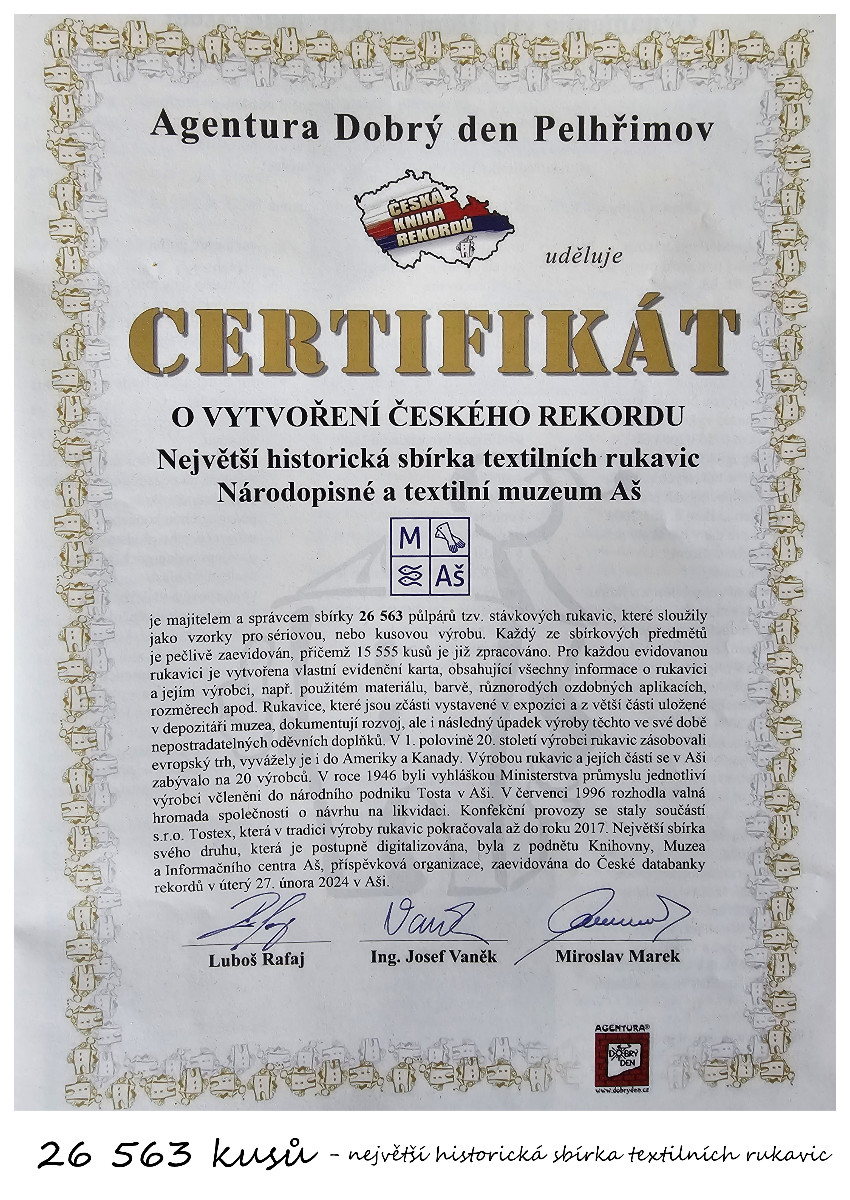 Agentura Dobrý den Pelhřimov
ČESKÁ
KNIHA
REKORDŮ
uděluje
CERTIFIKÁT
O VYTVOŘENÍ ČESKÉHO REKORDU
Největší historická sbírka textilních rukavic
Národopisné a textilní muzeum Aš
M
Aš
je majitelem a správcem sbírky 26 563 půlpárů tzv. stávkových rukavic, které sloužily
jako vzorky pro sériovou, nebo kusovou výrobu. Každý ze sbírkových předmětů
je pečlivě zaevidován, přičemž 15 555 kusů je již zpracováno. Pro každou evidovanou
rukavici je vytvořena vlastní evidenční karta, obsahující všechny informace o rukavici
a jejím výrobci, např. použitém materiálu, barvě, různorodých ozdobných aplikacích,
rozměrech apod. Rukavice, které jsou zčásti vystavené v expozici a z větší části uložené
v depozitáři muzea, dokumentují rozvoj, ale i následný úpadek výroby těchto ve své době
nepostradatelných oděvních doplňků. V 1. polovině 20. století výrobci rukavic zásobovali
evropský trh, vyvážely je i do Ameriky a Kanady. Výrobou rukavic a jejich částí se v Aši
zabývalo na 20 výrobců. V roce 1946 byli vyhláškou Ministerstva průmyslu jednotliví
výrobci včleněni do národního podniku Tosta v Aši. V červenci 1996 rozhodla valná
hromada společnosti o návrhu na likvidaci. Konfekční provozy se staly součástí
s.r.o. Tostex, která v tradici výroby rukavic pokračovala až do roku 2017. Největší sbírka
svého druhu, která je postupně digitalizována, byla z podnětu Knihovny, Muzea
a Informačního centra Aš, příspěvková organizace, zaevidována do České databanky
rekordů v úterý 27. února 2024 v Aši.
Luboš Rafaj
Ing. Josef Vaněk
Miroslav Marek
AGENTURA®
DOBRÝ
DEN
www.dobryden.cz
26 563 kusů - největší historická sbírka textilních rukavic